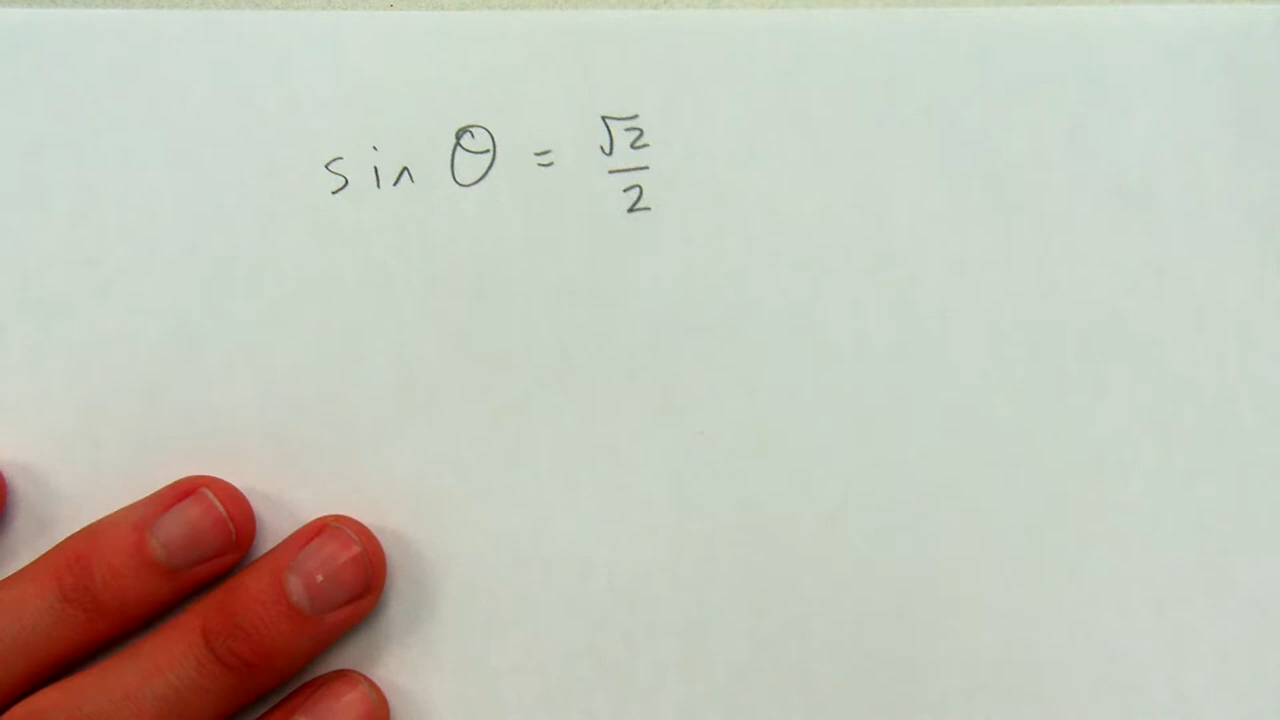 sin θ = √2/2